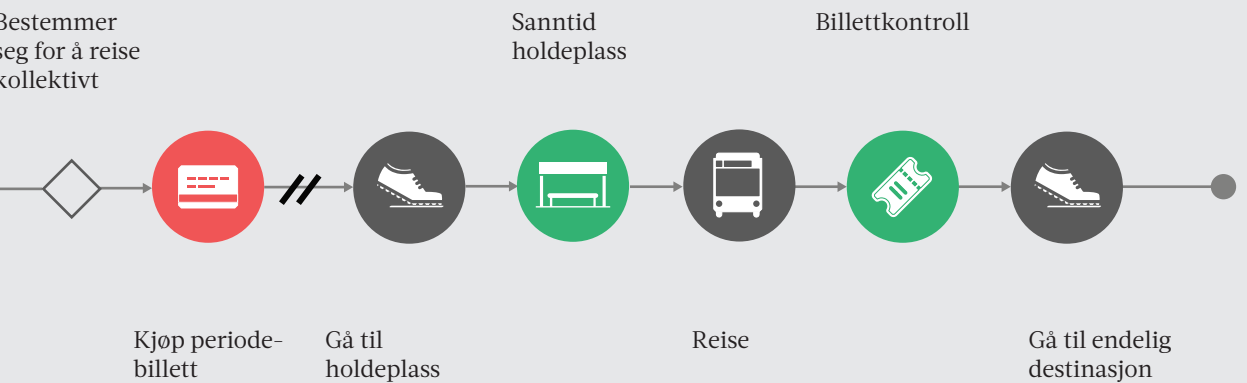 Bestemmer
seg for å reise
kollektivt
Sanntid
holdeplass
Billettkontroll
Kjøp periode-
billett
Gå til
holdeplass
Reise
Gå til endelig
destinasjon